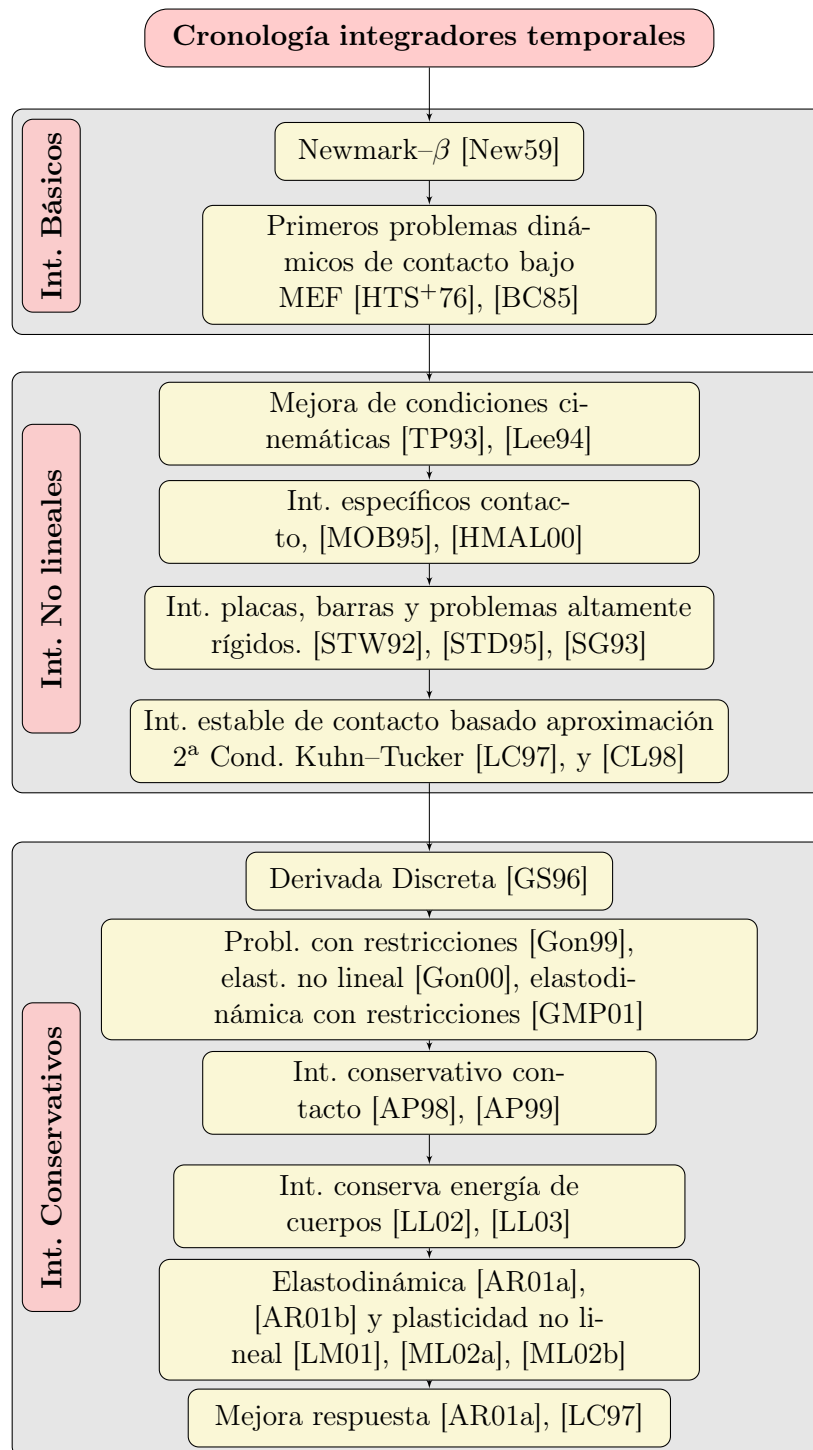 Cronología integradores temporales
Int. Básicos
Newmark–β [New59]
Primeros problemas diná-
micos de contacto bajo
MEF [HTS+76], [BC85]
Int. No lineales
Mejora de condiciones ci-
nemáticas [TP93], [Lee94]
Int. específicos contac-
to, [MOB95], [HMAL00]
Int. placas, barras y problemas altamente
rígidos. [STW92], [STD95], [SG93]
Int. estable de contacto basado aproximación
2ª Cond. Kuhn–Tucker [LC97], y [CL98]
Int. Conservativos
Derivada Discreta [GS96]
Probl. con restricciones [Gon99],
elast. no lineal [Gon00], elastodi-
námica con restricciones [GMP01]
Int. conservativo con-
tacto [AP98], [AP99]
Int. conserva energía de
cuerpos [LL02], [LL03]
Elastodinámica [AR01a],
[AR01b] y plasticidad no li-
neal [LM01], [ML02a], [ML02b]
Mejora respuesta [AR01a], [LC97]